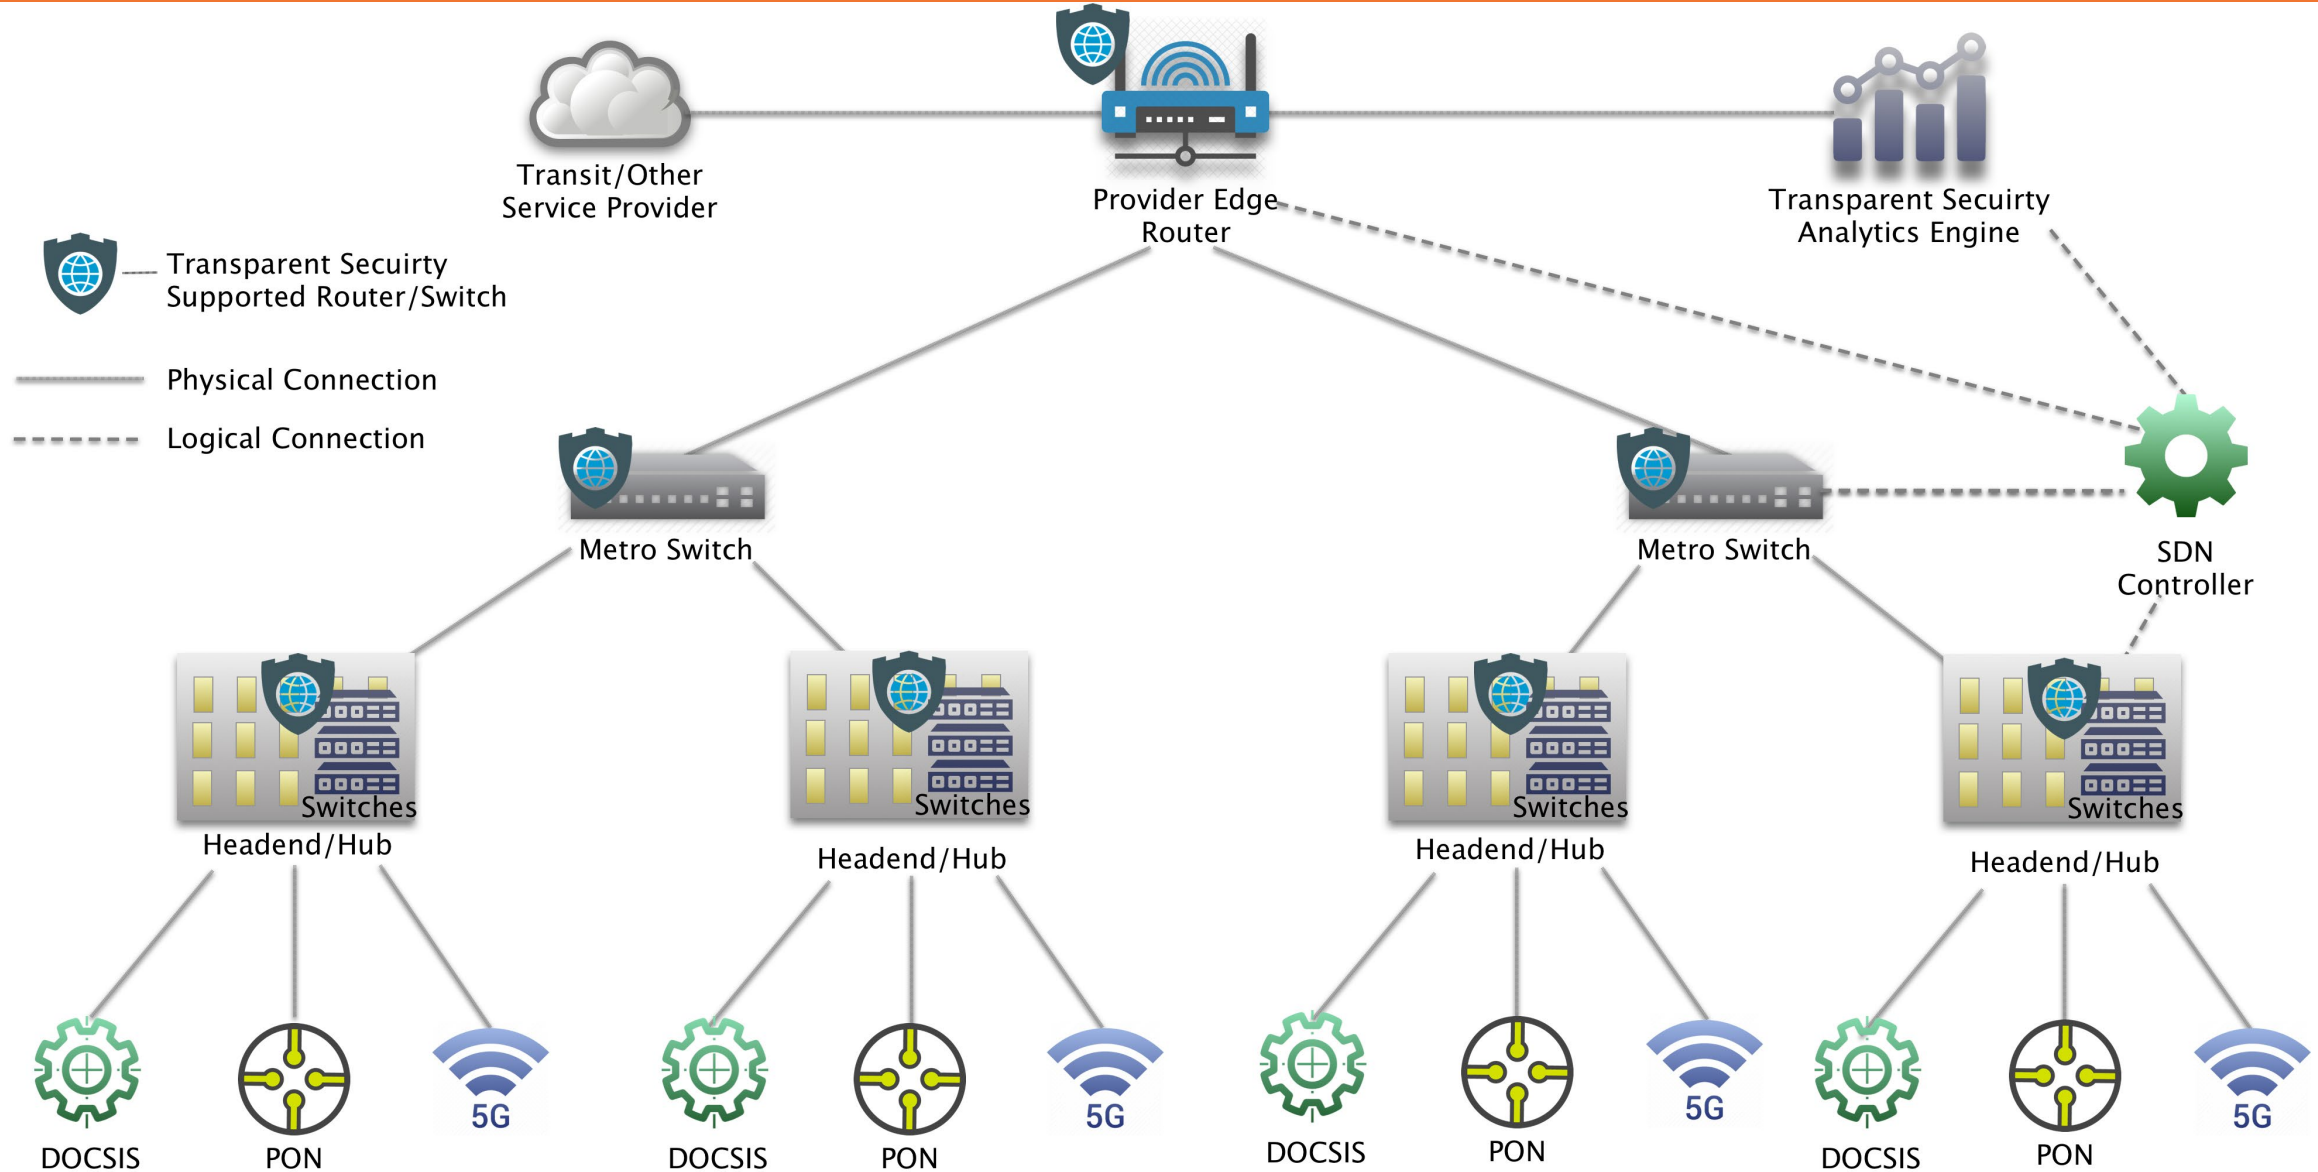 Transit/Other
Service Provider
Provider Edge
Router
Transparent Secuirty
Analytics Engine
Transparent Secuirty
Supported Router/Switch
Physical Connection
Logical Connection
Metro Switch
Metro Switch
SDN
Controller
Switches
Switches
Switches
Switches
Headend/Hub
Headend/Hub
Headend/Hub
Headend/Hub
5G
5G
5G
5G
DOCSIS
PON
DOCSIS
PON
DOCSIS
PON
DOCSIS
PON